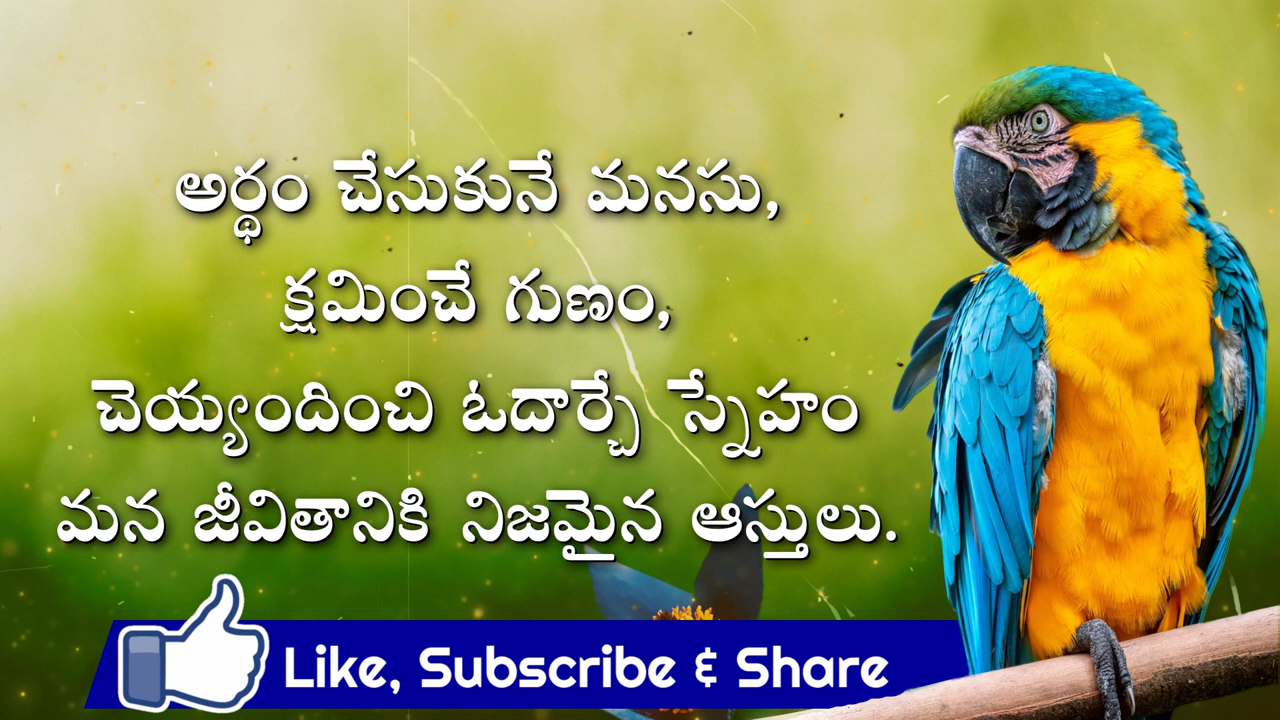 అర్థం చేసుకునే మనసు,
క్షమించే గుణం,
చెయ్యందించి ఓదార్చే స్నేహం
మన జీవితానికి నిజమైన ఆస్తులు.
Like, Subscribe & Share